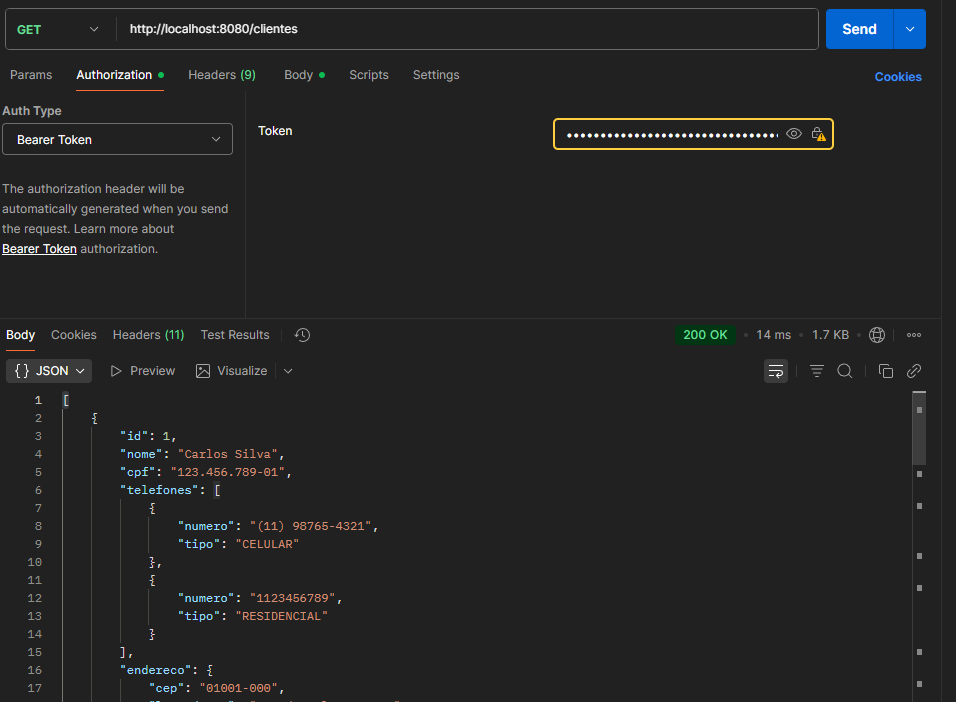 GET http://localhost:8080/clientes Send
Params Authorization Headers (9) Body Scripts Settings Cookies
Auth Type
Bearer Token
Token
The authorization header will be
automatically generated when you send
the request. Learn more about
Bearer Token authorization.
Body Cookies Headers (11) Test Results 200 OK 14 ms 1.7 KB
{} JSON Preview Visualize
1 [
2 {
3 "id": 1,
4 "nome": "Carlos Silva",
5 "cpf": "123.456.789-01",
6 "telefones": [
7 {
8 "numero": "(11) 98765-4321",
9 "tipo": "CELULAR"
10 },
11 {
12 "numero": "1123456789",
13 "tipo": "RESIDENCIAL"
14 }
15 ],
16 "endereco": {
17 "cep": "01001-000",